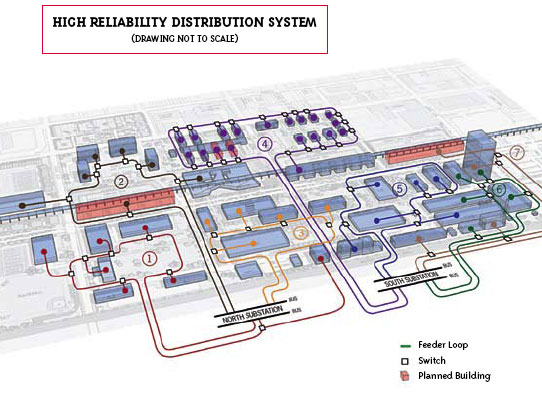 HIGH RELIABILITY DISTRIBUTION SYSTEM
(DRAWING NOT TO SCALE)
4
7
2
5
6
3
1
SOUTH SUBSTATION
BUS
BUS
NORTH SUBSTATION
BUS
BUS
Feeder Loop
Switch
Planned Building